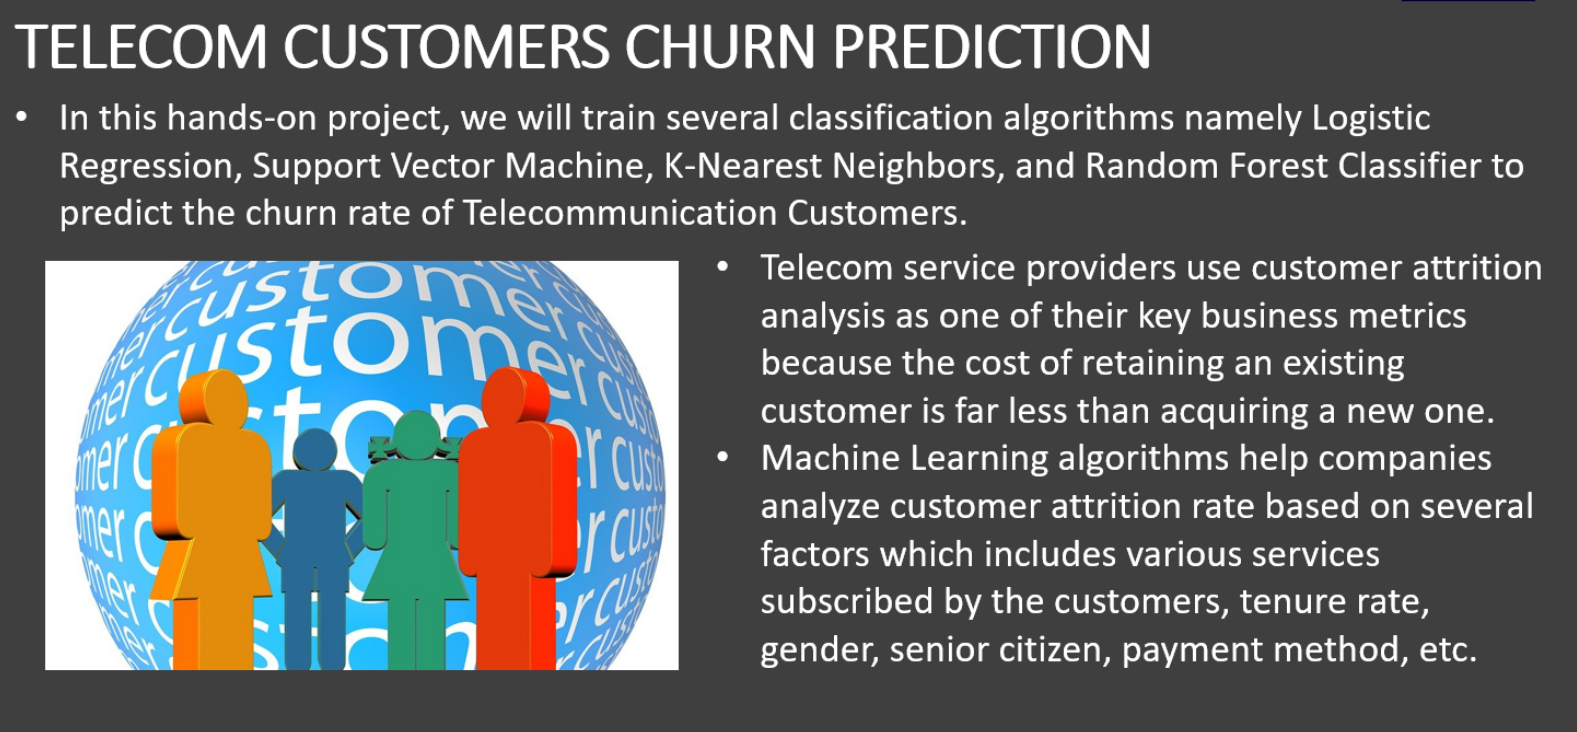 TELECOM CUSTOMERS CHURN PREDICTION
• In this hands-on project, we will train several classification algorithms namely Logistic
Regression, Support Vector Machine, K-Nearest Neighbors, and Random Forest Classifier to
predict the churn rate of Telecommunication Customers.
customer
customer
• Telecom service providers use customer attrition
analysis as one of their key business metrics
because the cost of retaining an existing
customer is far less than acquiring a new one.
• Machine Learning algorithms help companies
analyze customer attrition rate based on several
factors which includes various services
subscribed by the customers, tenure rate,
gender, senior citizen, payment method, etc.